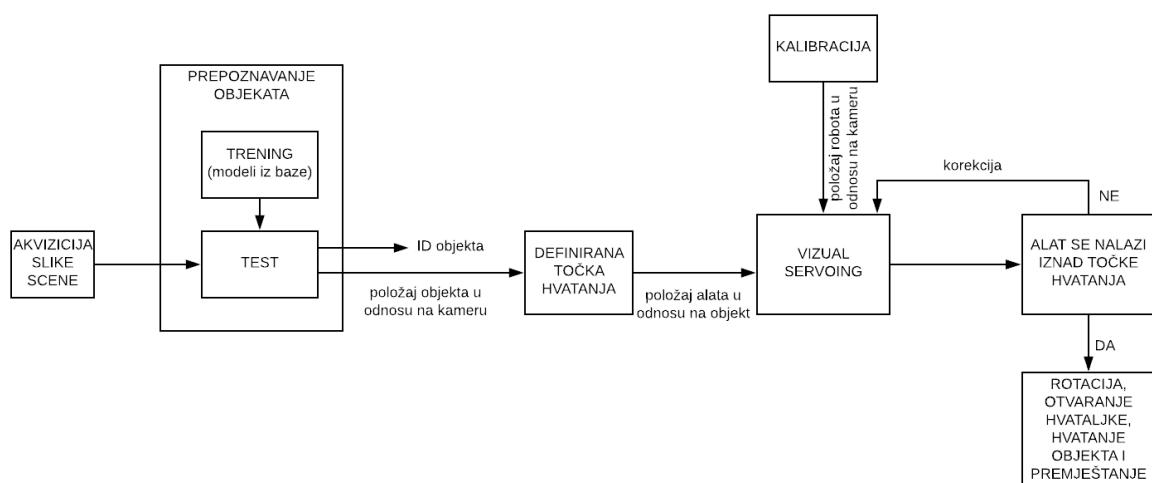 KALIBRACIJA
PREPOZNAVANJE
OBJEKATA
TRENING
(modeli iz baze)
položaj robota u
odnosu na kameru
korekcija
NE
AKVIZICIJA
SLIKE
SCENE
TEST
ID objekta
položaj objekta u
odnosu na kameru
DEFINIRANA
TOČKA
HVATANJA
položaj alata u
odnosu na objekt
VIZUAL
SERVOING
ALAT SE NALAZI
IZNAD TOČKE
HVATANJA
DA
ROTACIJA,
OTVARANJE
HVATALJKE,
HVATANJE
OBJEKTA I
PREMJEŠTANJE